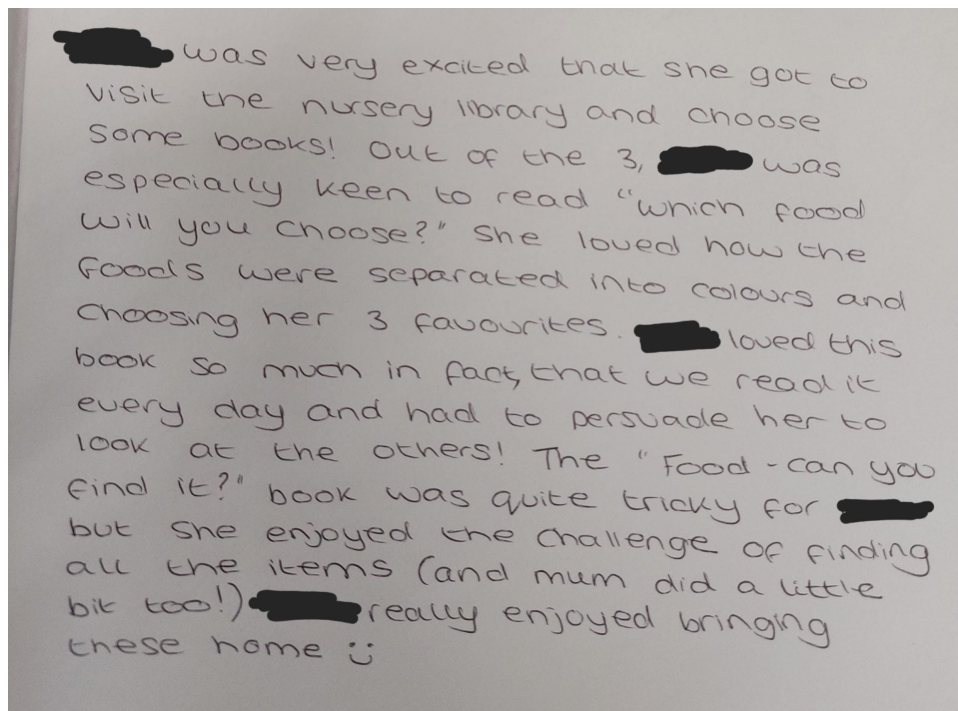 was very excited that she got to
visit the nursery library and choose
some books! Out of the 3, was
especially keen to read "which food
will you choose?" She loved how the
foods were separated into colours and
choosing her 3 favourites. loved this
book so much in fact, that we read it
every day and had to persuade her to
look at the others! The "Food - can you
find it?" book was quite tricky for
but she enjoyed the challenge of finding
all the items (and mum did a little
bit too!) really enjoyed bringing
these home :)